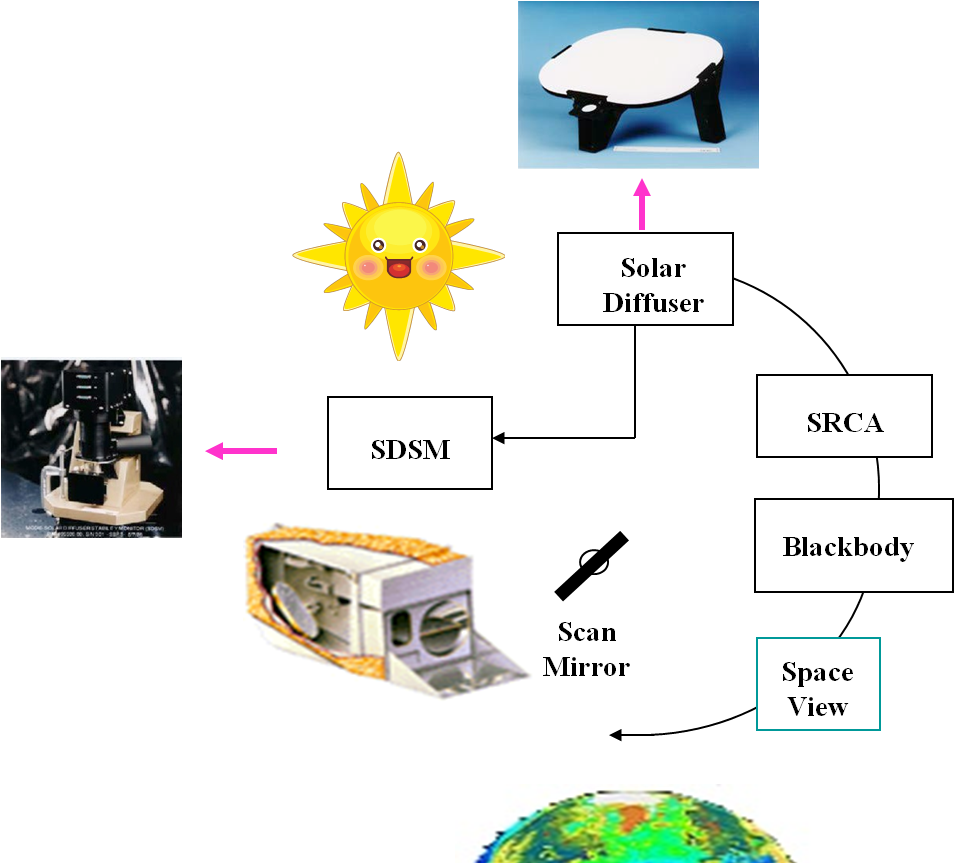 Solar
Diffuser
SRCA
SDSM
Blackbody
Scan
Mirror
Space
View